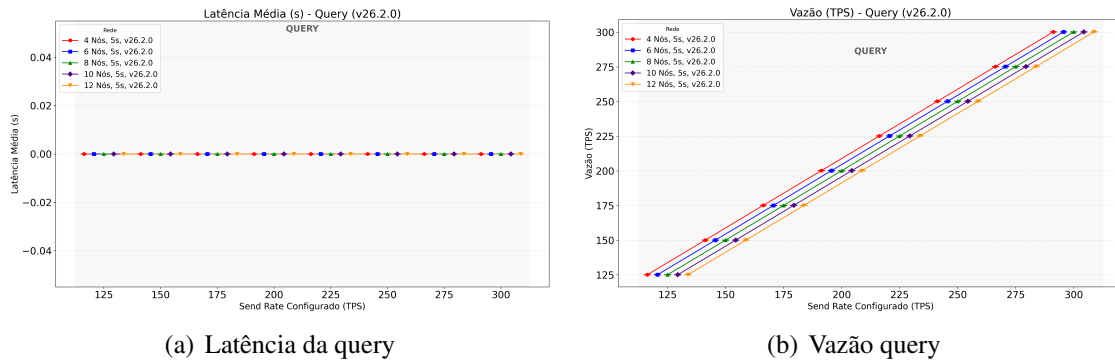 Latência Média (s) - Query (v26.2.0)
QUERY
Rede
4 Nós, 5s, v26.2.0
6 Nós, 5s, v26.2.0
8 Nós, 5s, v26.2.0
10 Nós, 5s, v26.2.0
12 Nós, 5s, v26.2.0
Latência Média (s)
0.04
0.02
0.00
−0.02
−0.04
125 150 175 200 225 250 275 300
Send Rate Configurado (TPS)
(a) Latência da query
Vazão (TPS) - Query (v26.2.0)
QUERY
Rede
4 Nós, 5s, v26.2.0
6 Nós, 5s, v26.2.0
8 Nós, 5s, v26.2.0
10 Nós, 5s, v26.2.0
12 Nós, 5s, v26.2.0
Vazão (TPS)
300
275
250
225
200
175
150
125
125 150 175 200 225 250 275 300
Send Rate Configurado (TPS)
(b) Vazão query